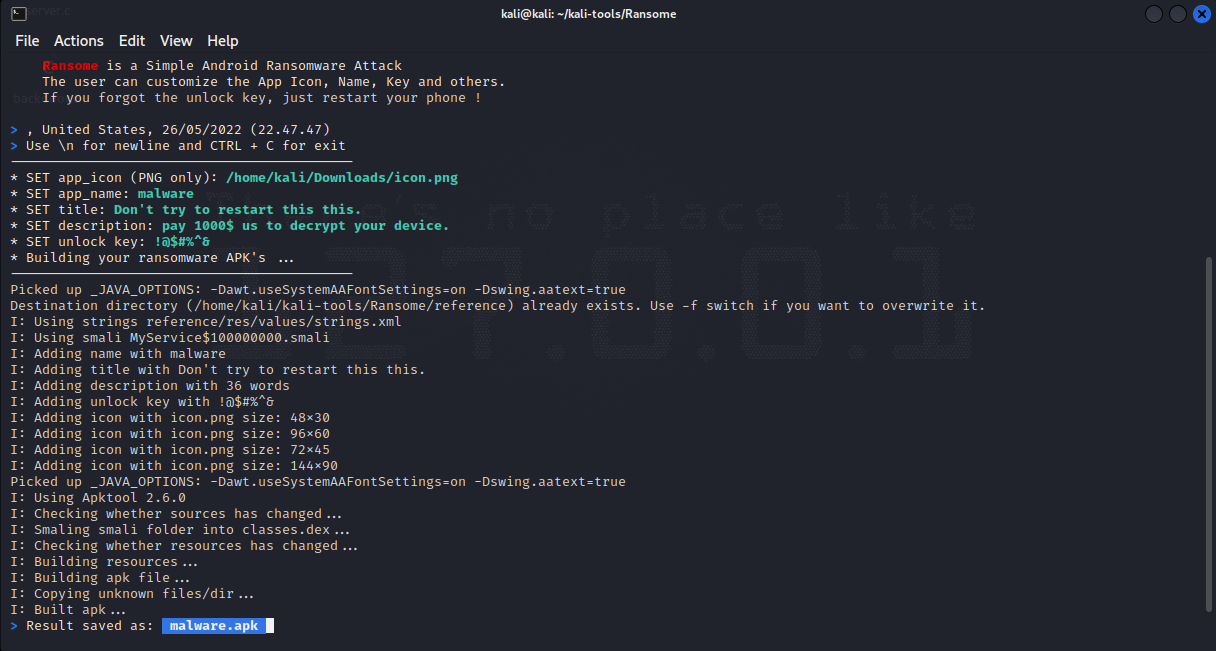 kali@kali: ~/kali-tools/Ransome
File Actions Edit View Help
Ransome is a Simple Android Ransomware Attack
The user can customize the App Icon, Name, Key and others.
If you forgot the unlock key, just restart your phone !
> , United States, 26/05/2022 (22.47.47)
> Use \n for newline and CTRL + C for exit
* SET app_icon (PNG only): /home/kali/Downloads/icon.png
* SET app_name: malware
* SET title: Don't try to restart this this.
* SET description: pay 1000$ us to decrypt your device.
* SET unlock key: !@$#%^&
* Building your ransomware APK's ...
Picked up _JAVA_OPTIONS: -Dawt.useSystemAAFontSettings=on -Dswing.aatext=true
Destination directory (/home/kali/kali-tools/Ransome/reference) already exists. Use -f switch if you want to overwrite it.
I: Using strings reference/res/values/strings.xml
I: Using smali MyService$100000000.smali
I: Adding name with malware
I: Adding title with Don't try to restart this this.
I: Adding description with 36 words
I: Adding unlock key with !@$#%^&
I: Adding icon with icon.png size: 48×30
I: Adding icon with icon.png size: 96×60
I: Adding icon with icon.png size: 72×45
I: Adding icon with icon.png size: 144×90
Picked up _JAVA_OPTIONS: -Dawt.useSystemAAFontSettings=on -Dswing.aatext=true
I: Using Apktool 2.6.0
I: Checking whether sources has changed...
I: Smaling smali folder into classes.dex...
I: Checking whether resources has changed...
I: Building resources...
I: Building apk file...
I: Copying unknown files/dir...
I: Built apk...
> Result saved as: malware.apk
no place like
127.0.0.1